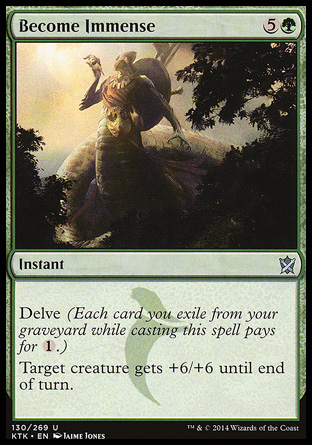 Become Immense 5
Instant
Delve (Each card you exile from your
graveyard while casting this spell pays
for 1.)
Target creature gets +6/+6 until end
of turn.
130/269 U
KTK • EN Jaime Jones ™ & © 2014 Wizards of the Coast